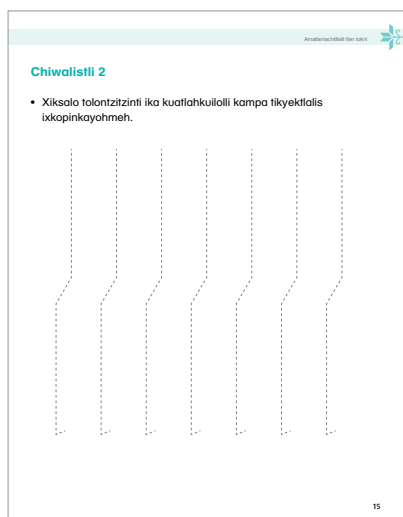 Amatlamachtilistli tlen tokni
Chiwalistli 2
• Xiksalo tolontzitzinti ika kuatlahkuilolli kampa tikyektlalis
ixkopinkayohmeh.
15